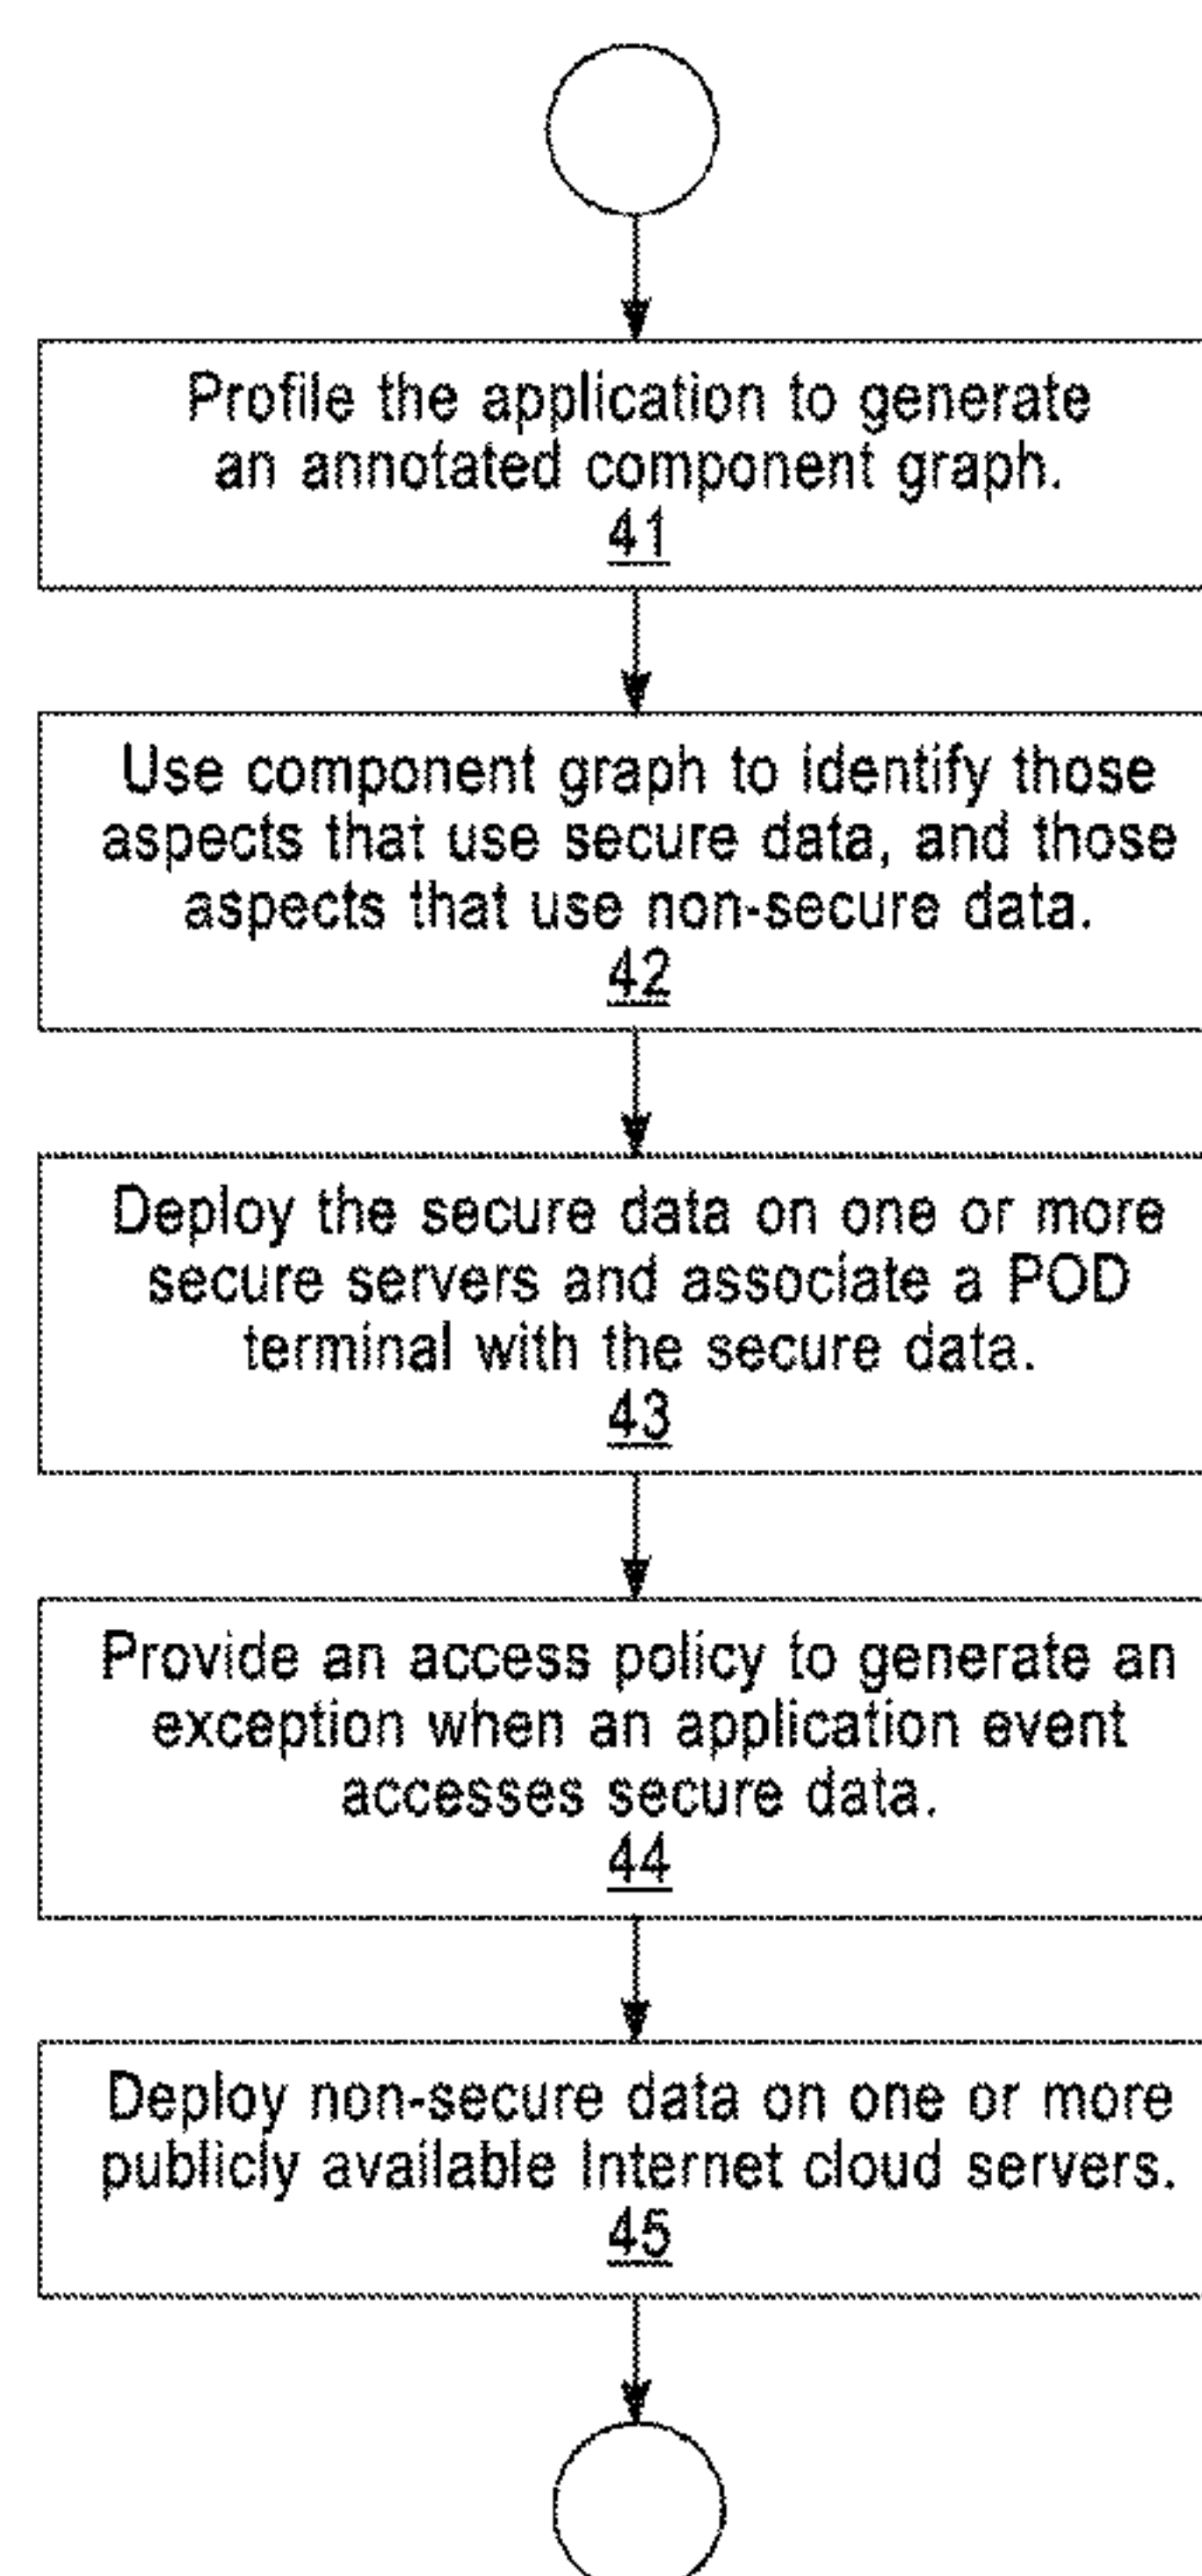 Profile the application to generate
an annotated component graph.
41
Use component graph to identify those
aspects that use secure data, and those
aspects that use non-secure data.
42
Deploy the secure data on one or more
secure servers and associate a POD
terminal with the secure data.
43
Provide an access policy to generate an
exception when an application event
accesses secure data.
44
Deploy non-secure data on one or more
publicly available Internet cloud servers.
45